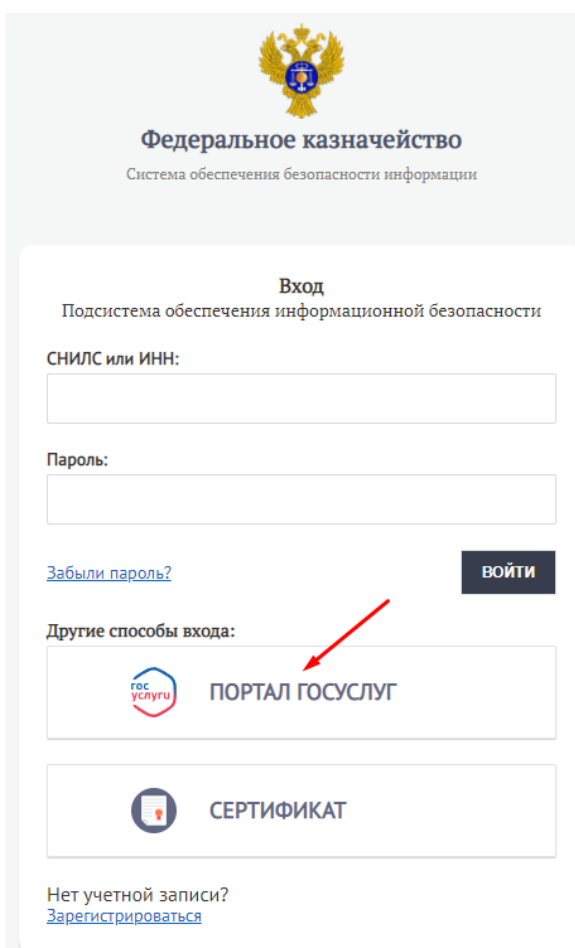 Федеральное казначейство
Система обеспечения безопасности информации
Вход
Подсистема обеспечения информационной безопасности
СНИЛС или ИНН:
Пароль:
Забыли пароль?
ВОЙТИ
Другие способы входа:
гос
услуги
ПОРТАЛ ГОСУСЛУГ
СЕРТИФИКАТ
Нет учетной записи?
Зарегистрироваться